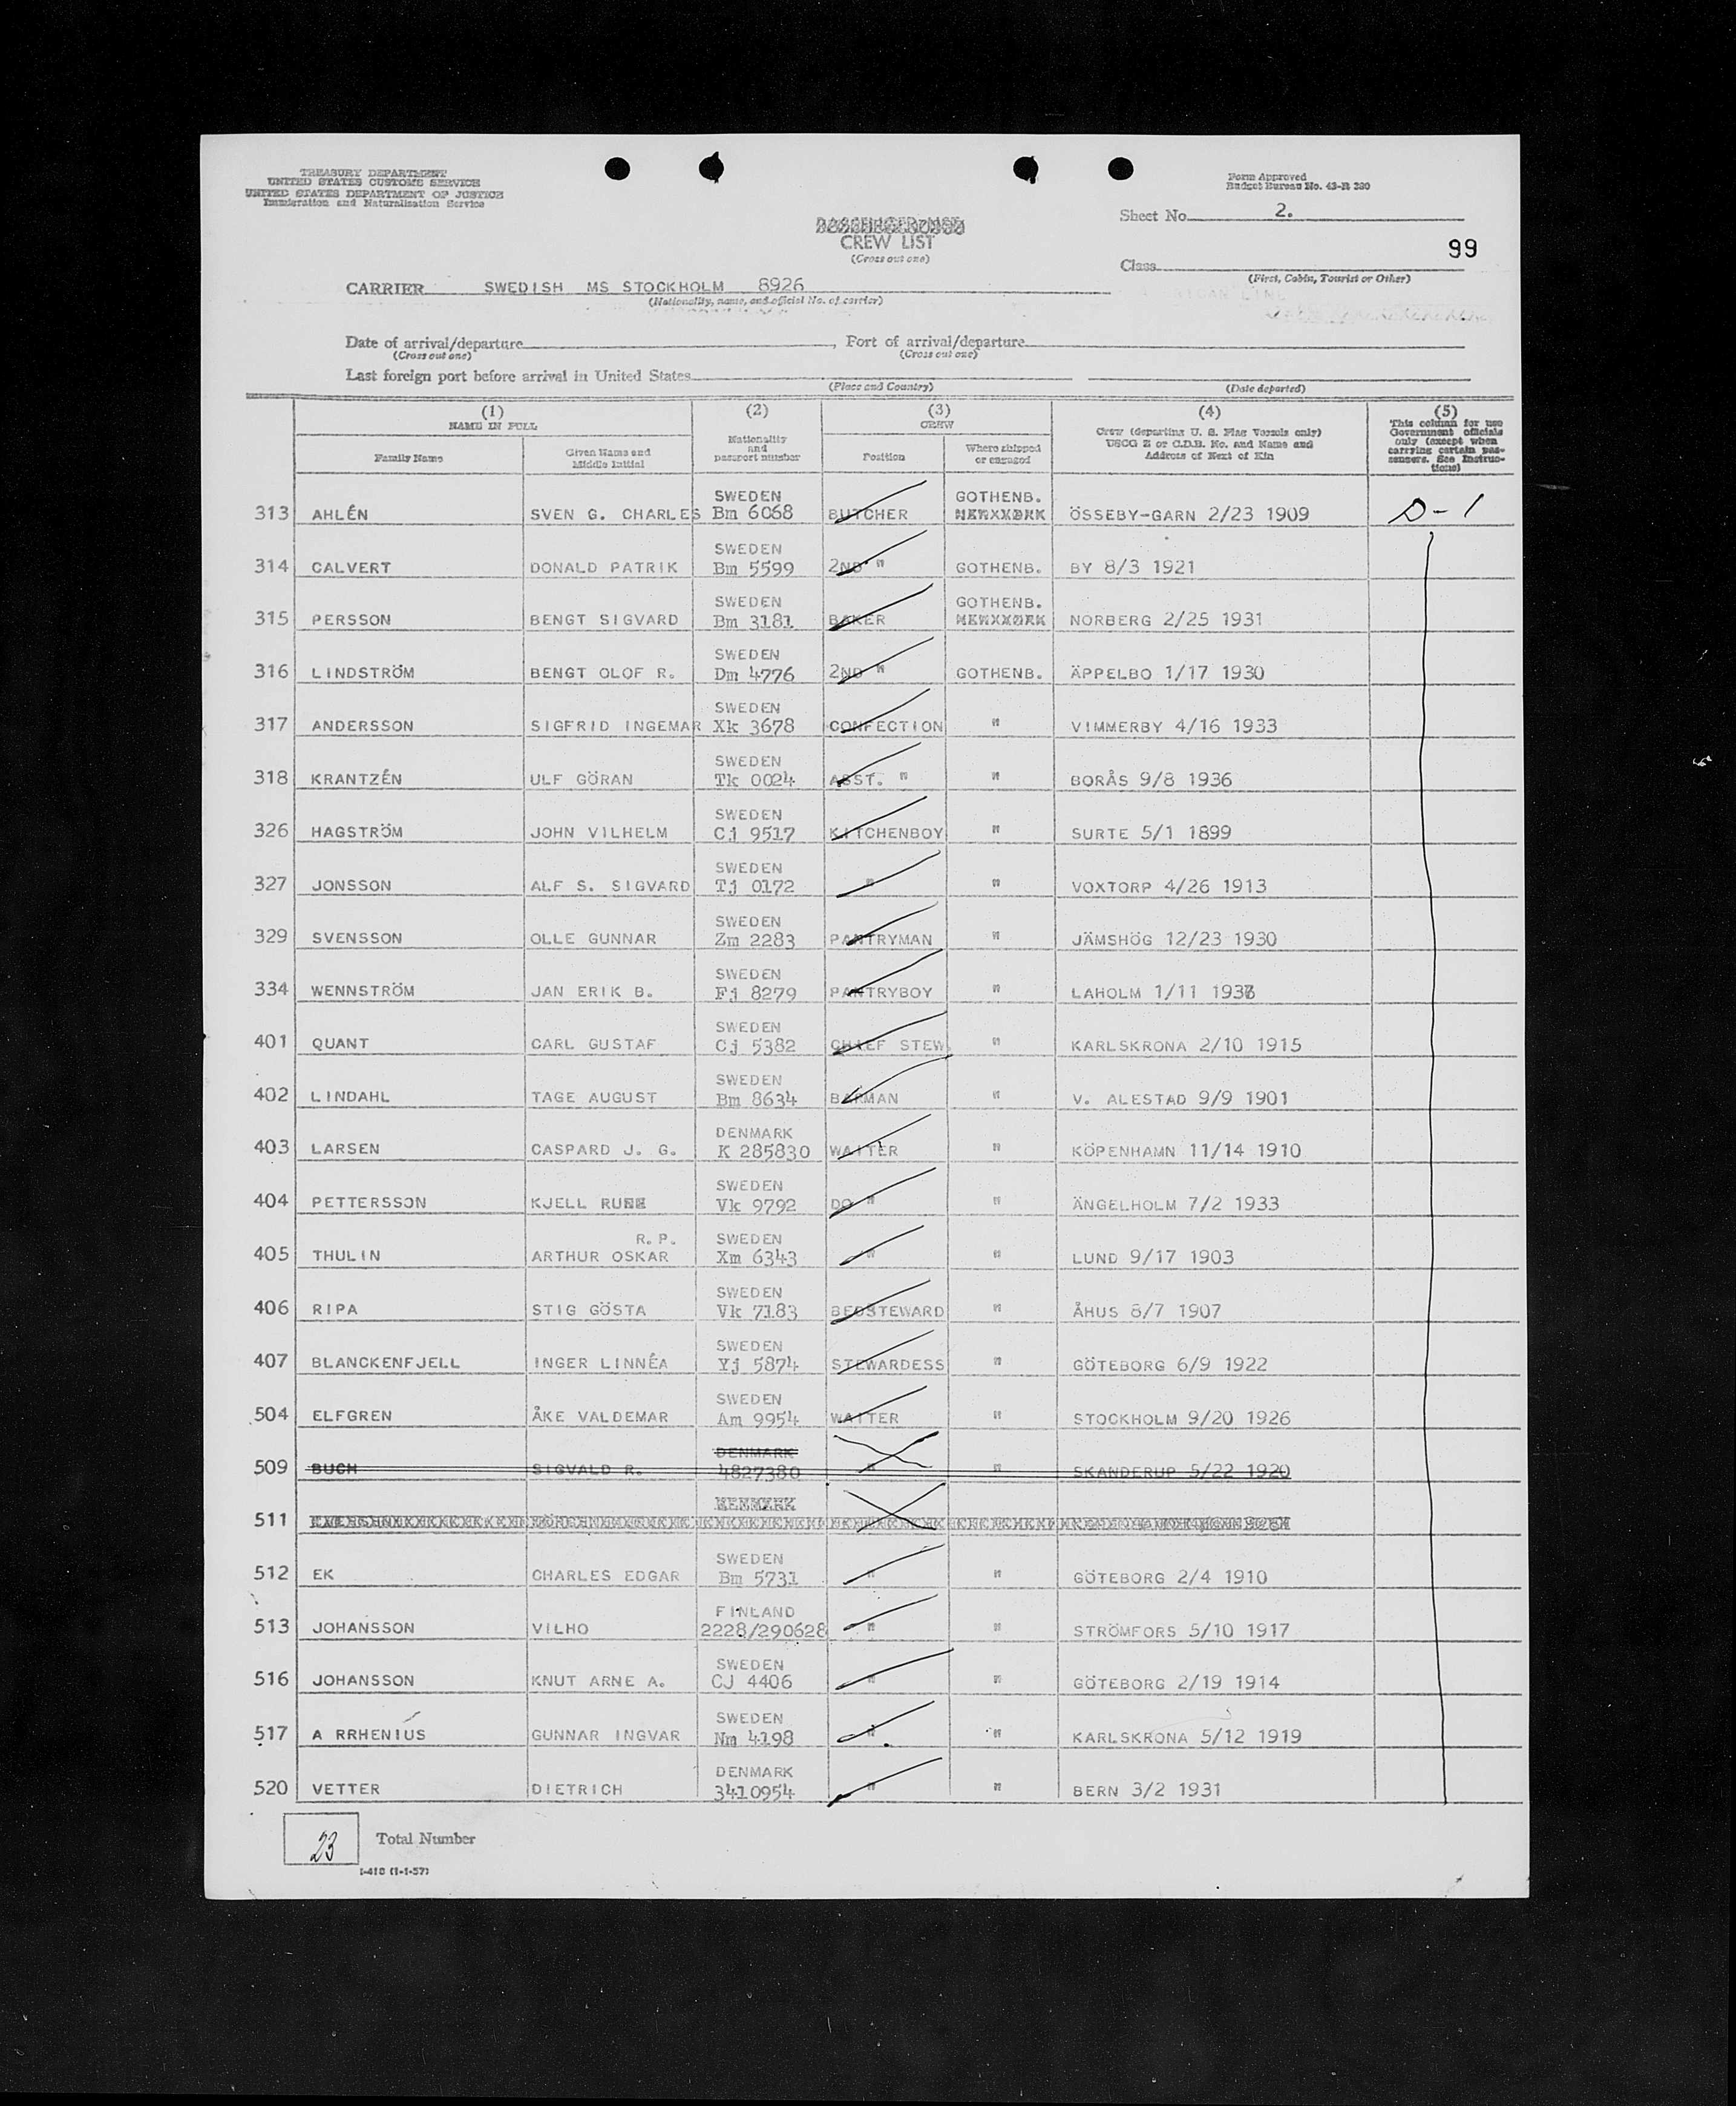 TREASURY DEPARTMENT
UNITED STATES CUSTOMS SERVICE
UNITED STATES DEPARTMENT OF JUSTICE
Immigration and Naturalization Service
Form Approved
Budget Bureau No. 43-R 390
Sheet No. 2.
99
CREW LIST
(Cross out one)
Class
(First, Cabin, Tourist or Other)
CARRIER SWEDISH MS STOCKHOLM 8926
(Nationality, name, and official No. of carrier)
Date of arrival/departure , Port of arrival/departure
(Cross out one) (Cross out one)
Last foreign port before arrival in United States
(Place and Country) (Date departed)
(1) NAME IN FULL
Family Name
Given Name and Middle Initial
(2)
Nationality and passport number
(3) CREW
Position
Where shipped or engaged
(4)
Crew (departing U. S. Flag Vessels only) USCG Z or C.D.B. No. and Name and Address of Next of Kin
(5)
This column for use Government officials only (except when carrying certain passengers. See Instructions)
313 AHLÉN SVEN G. CHARLES SWEDEN Bm 6068 BUTCHER GOTHENB. ÖSSEBY-GARN 2/23 1909 D-1
314 CALVERT DONALD PATRIK SWEDEN Bm 5599 2ND " GOTHENB. BY 8/3 1921
315 PERSSON BENGT SIGVARD SWEDEN Bm 3181 BAKER GOTHENB. NORBERG 2/25 1931
316 LINDSTRÖM BENGT OLOF R. SWEDEN Dm 4776 2ND " GOTHENB. ÄPPELBO 1/17 1930
317 ANDERSSON SIGFRID INGEMAR SWEDEN Xk 3678 CONFECTION " VIMMERBY 4/16 1933
318 KRANTZÉN ULF GÖRAN SWEDEN Tk 0024 ASST. " " BORÅS 9/8 1936
326 HAGSTRÖM JOHN VILHELM SWEDEN Cj 9517 KITCHENBOY " SURTE 5/1 1899
327 JONSSON ALF S. SIGVARD SWEDEN Tj 0172 " " VOXTORP 4/26 1913
329 SVENSSON OLLE GUNNAR SWEDEN Zm 2283 PANTRYMAN " JÄMSHÖG 12/23 1930
334 WENNSTRÖM JAN ERIK B. SWEDEN Fj 8279 PANTRYBOY " LAHOLM 1/11
401 QUANT CARL GUSTAF SWEDEN Cj 5382 CHIEF STEW. " KARLSKRONA 2/10 1915
402 LINDAHL TAGE AUGUST SWEDEN Bm 8634 BARMAN " V. ALESTAD 9/9 1901
403 LARSEN CASPARD J. G. DENMARK K 285830 WAITER " KÖPENHAMN 11/14 1910
404 PETTERSSON KJELL SWEDEN Vk 9792 DO " " ÄNGELHOLM 7/2 1933
405 THULIN ARTHUR OSKAR R.P. SWEDEN Xm 6343 " " LUND 9/17 1903
406 RIPA STIG GÖSTA SWEDEN Vk 7183 BEDSTEWARD " ÅHUS 8/7 1907
407 BLANCKENFJELL INGER LINNÉA SWEDEN Yj 5874 STEWARDESS " GÖTEBORG 6/9 1922
504 ELFGREN ÅKE VALDEMAR SWEDEN Am 9954 WAITER " STOCKHOLM 9/20 1926
509 BUCH SIGVALD R. DENMARK 4827380 " " SKANDERUP 5/22 1920
511
512 EK CHARLES EDGAR SWEDEN Bm 5731 " " GÖTEBORG 2/4 1910
513 JOHANSSON VILHO FINLAND 2228/290628 " " STRÖMFORS 5/10 1917
516 JOHANSSON KNUT ARNE A. SWEDEN CJ 4406 " " GÖTEBORG 2/19 1914
517 A RRHENIUS GUNNAR INGVAR SWEDEN Nm 4198 " " KARLSKRONA 5/12 1919
520 VETTER DIETRICH DENMARK 3410954 " " BERN 3/2 1931
23 Total Number
I-418 (1-1-57)